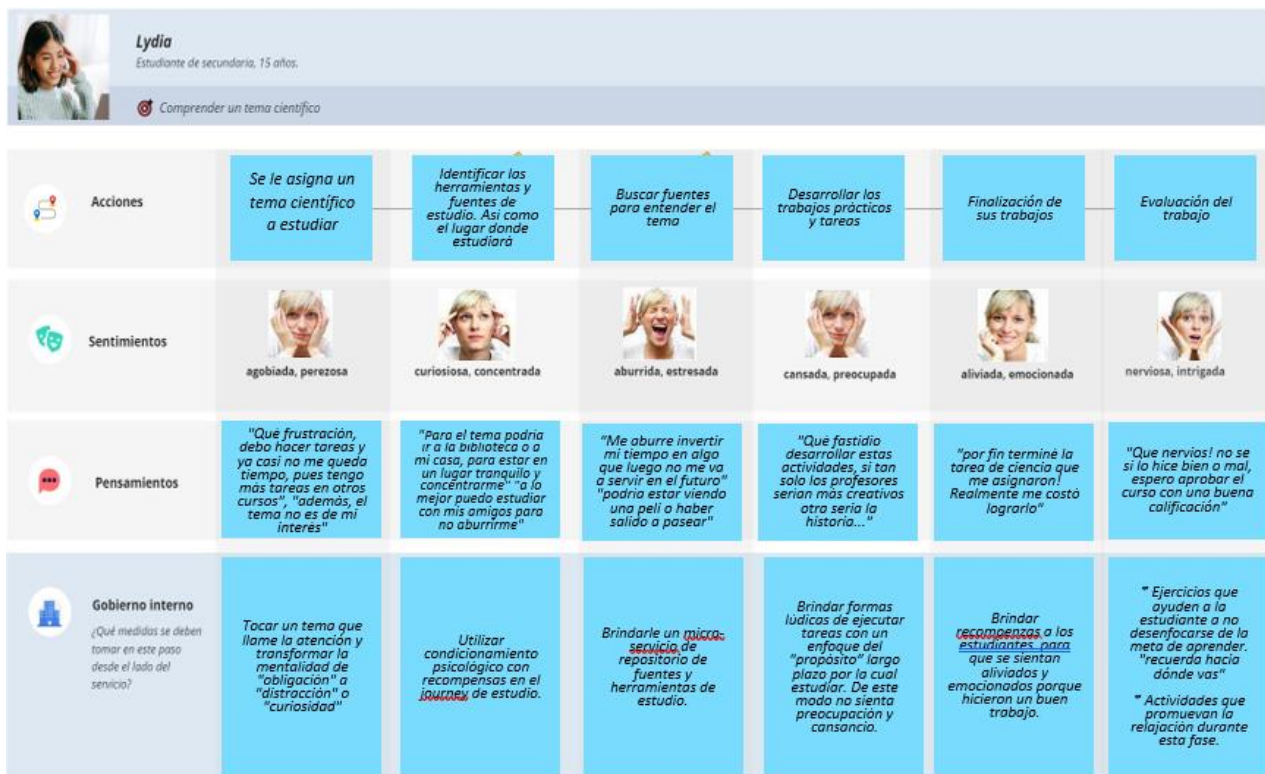 Lydia
Estudiante de secundaria, 15 años.
Comprender un tema científico
Acciones
Se le asigna un
tema científico
a estudiar
Identificar las
herramientas y
fuentes de
estudio. Asi como
el lugar donde
estudiará
Buscar fuentes
para entender el
tema
Desarrollar los
trabajos prácticos
y tareas
Finalización de
sus trabajos
Evaluación del
trabajo
Sentimientos
agobiada, perezosa
curiosiosa, concentrada
aburrida, estresada
cansada, preocupada
aliviada, emocionada
nerviosa, intrigada
Pensamientos
"Qué frustración,
debo hacer tareas y
ya casi no me queda
tiempo, pues tengo
más tareas en otros
cursos", "además, el
tema no es de mi
interés"
"Para el tema podría
ir a la biblioteca o a
mi casa, para estar en
un lugar tranquilo y
concentrarme" "a lo
mejor puedo estudiar
con mis amigos para
no aburrirme"
"Me aburre invertir
mi tiempo en algo
que luego no me va
a servir en el futuro"
"podría estar viendo
una peli o haber
salido a pasear"
"Qué fastidio
desarrollar estas
actividades, si tan
solo los profesores
serían más creativos
otra sería la
historia..."
"por fin terminé la
tarea de ciencia que
me asignaron!
Realmente me costó
lograrlo"
"Que nervios! no se
si lo hice bien o mal,
espero aprobar el
curso con una buena
calificación"
Gobierno interno
¿Qué medidas se deben
tomar en este paso
desde el lado del
servicio?
Tocar un tema que
llame la atención y
transformar la
mentalidad de
"obligación" a
"distracción" o
"curiosidad"
Utilizar
condicionamiento
psicológico con
recompensas en el
journey de estudio.
Brindarle un micro-
servicio de
repositorio de
fuentes y
herramientas de
estudio.
Brindar formas
lúdicas de ejecutar
tareas con un
enfoque del
"propósito" largo
plazo por la cual
estudiar. De este
modo no sienta
preocupación y
cansancio.
Brindar
recompenzas a los
estudiantes para
que se sientan
aliviados y
emocionados porque
hicieron un buen
trabajo.
* Ejercicios que
ayuden a la
estudiante a no
desenfocarse de la
meta de aprender.
"recuerda hacia
dónde vas"
* Actividades que
promuevan la
relajación durante
esta fase.